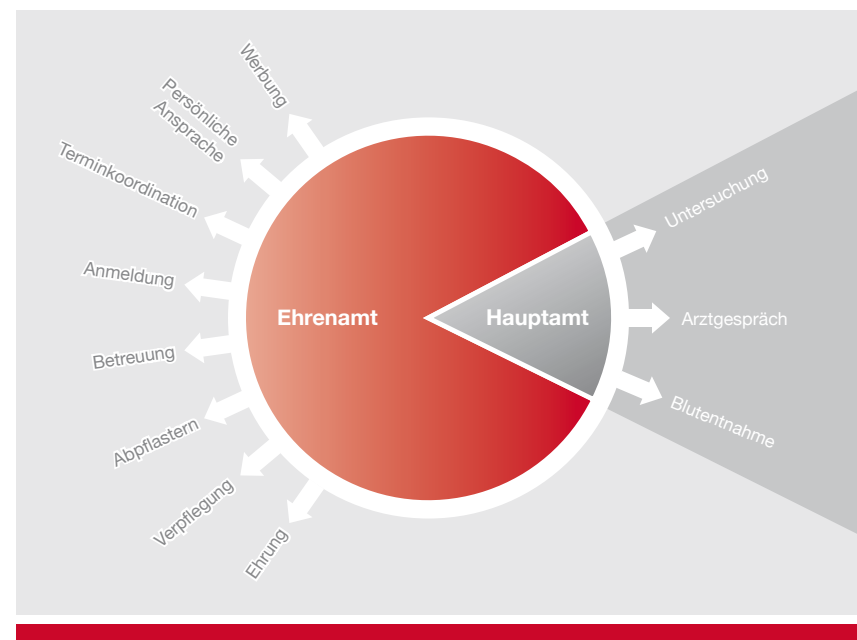 Werbung
Persönliche
Ansprache
Terminkoordination
Anmeldung
Betreuung
Abpflastern
Verpflegung
Ehrung
Ehrenamt
Hauptamt
Untersuchung
Arztgespräch
Blutentnahme